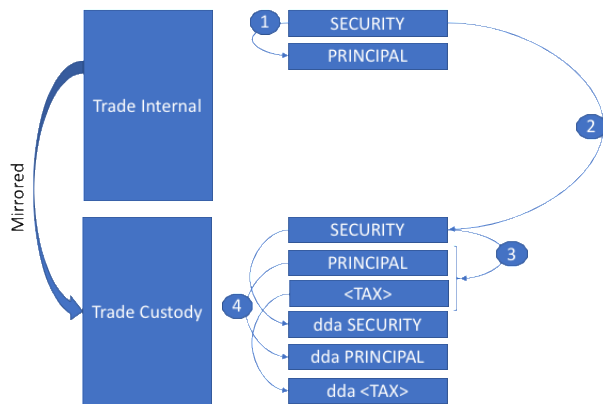 1
SECURITY
PRINCIPAL
Trade Internal
2
Mirrored
SECURITY
3
PRINCIPAL
<TAX>
Trade Custody
4
dda SECURITY
dda PRINCIPAL
dda <TAX>